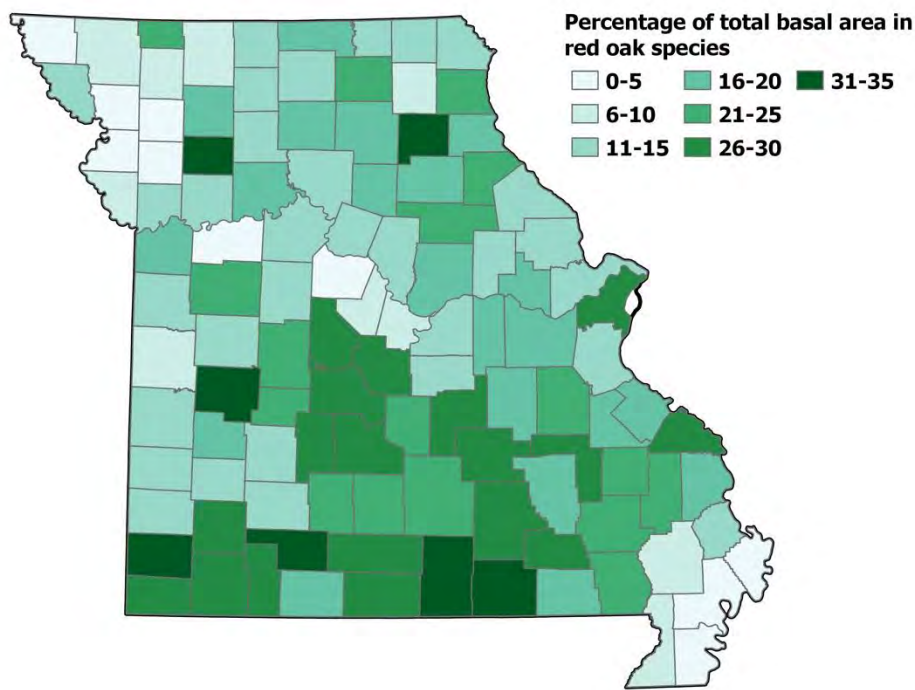 Percentage of total basal area in
red oak species
0-5 16-20 31-35
6-10 21-25
11-15 26-30